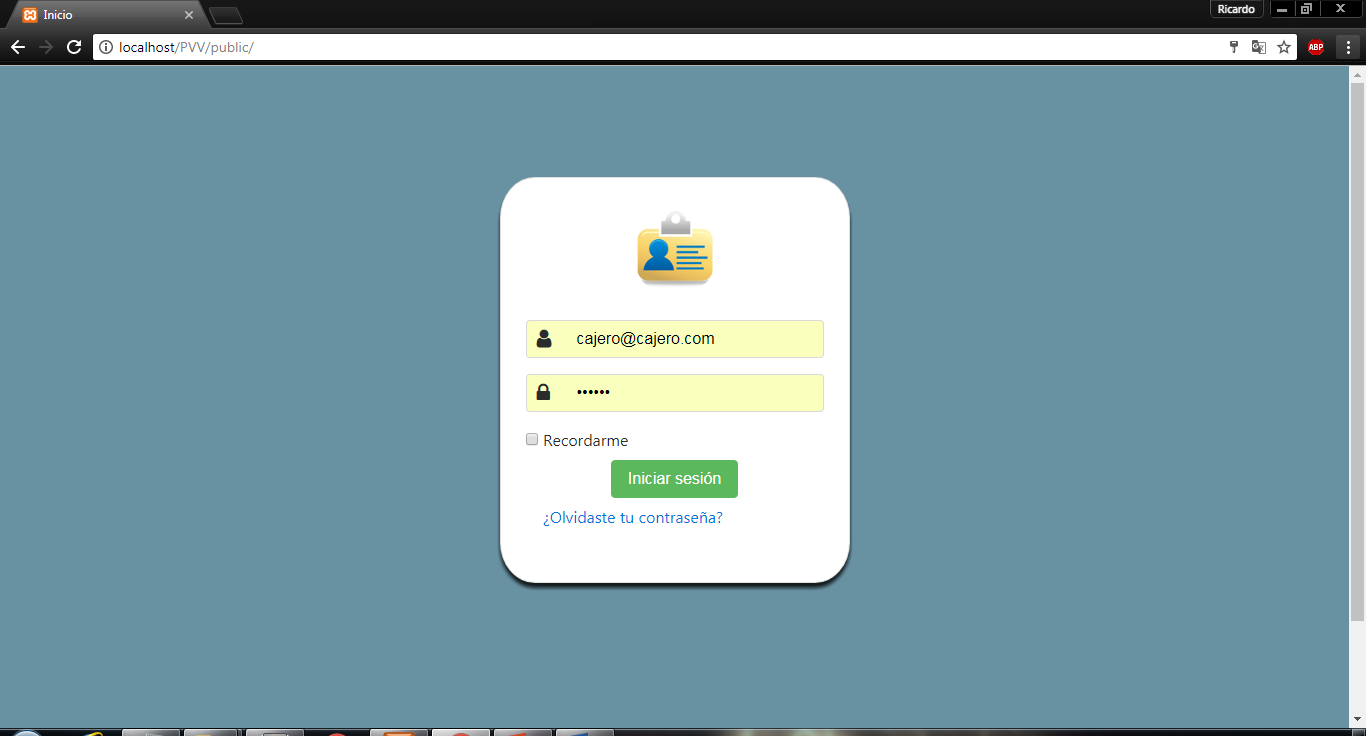 Inicio
Ricardo
localhost/PVV/public/
ABP
cajero@cajero.com
••••••
Recordarme
Iniciar sesión
¿Olvidaste tu contraseña?